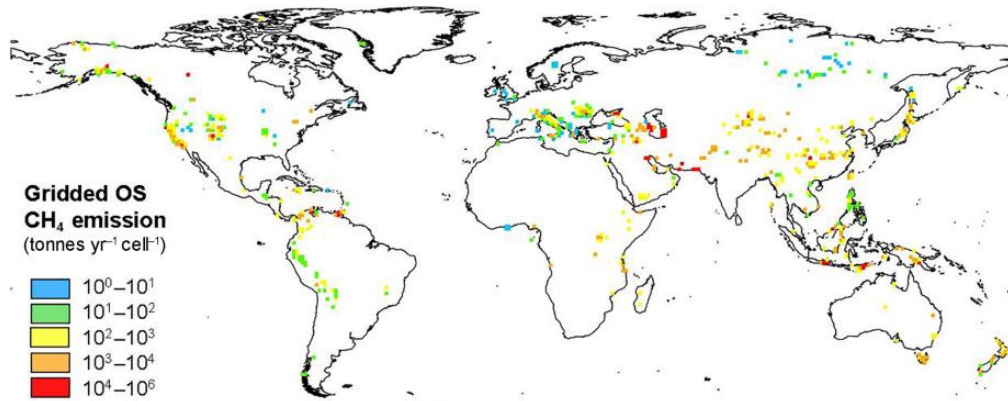 Gridded OS
CH₄ emission
(tonnes yr⁻¹ cell⁻¹)
10⁰–10¹
10¹–10²
10²–10³
10³–10⁴
10⁴–10⁶